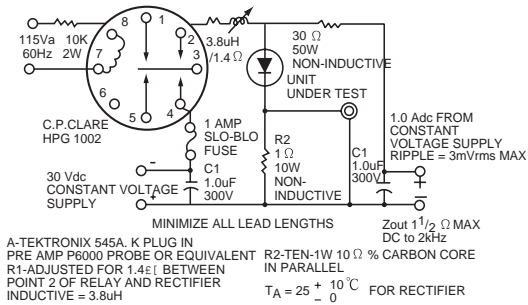 115Va
60Hz
10K
2W
8
1
7
2
3
6
5
4
C.P.CLARE
HPG 1002
3.8uH
/1.4 Ω
30 Ω
50W
NON-INDUCTIVE
UNIT
UNDER TEST
1 AMP
SLO-BLO
FUSE
R2
1 Ω
10W
NON-
INDUCTIVE
C1
1.0uF
300V
1.0 Adc FROM
CONSTANT
VOLTAGE SUPPLY
RIPPLE = 3mVrms MAX
-
30 Vdc
CONSTANT VOLTAGE
SUPPLY
+
C1
1.0uF
300V
+
-
MINIMIZE ALL LEAD LENGTHS
Zout 1 1/2 Ω MAX
DC to 2kHz
A-TEKTRONIX 545A. K PLUG IN
PRE AMP P6000 PROBE OR EQUIVALENT
R1-ADJUSTED FOR 1.4£[ BETWEEN
POINT 2 OF RELAY AND RECTIFIER
INDUCTIVE = 3.8uH
R2-TEN-1W 10 Ω % CARBON CORE
IN PARALLEL
TA = 25 + 10 ℃ FOR RECTIFIER
- 0